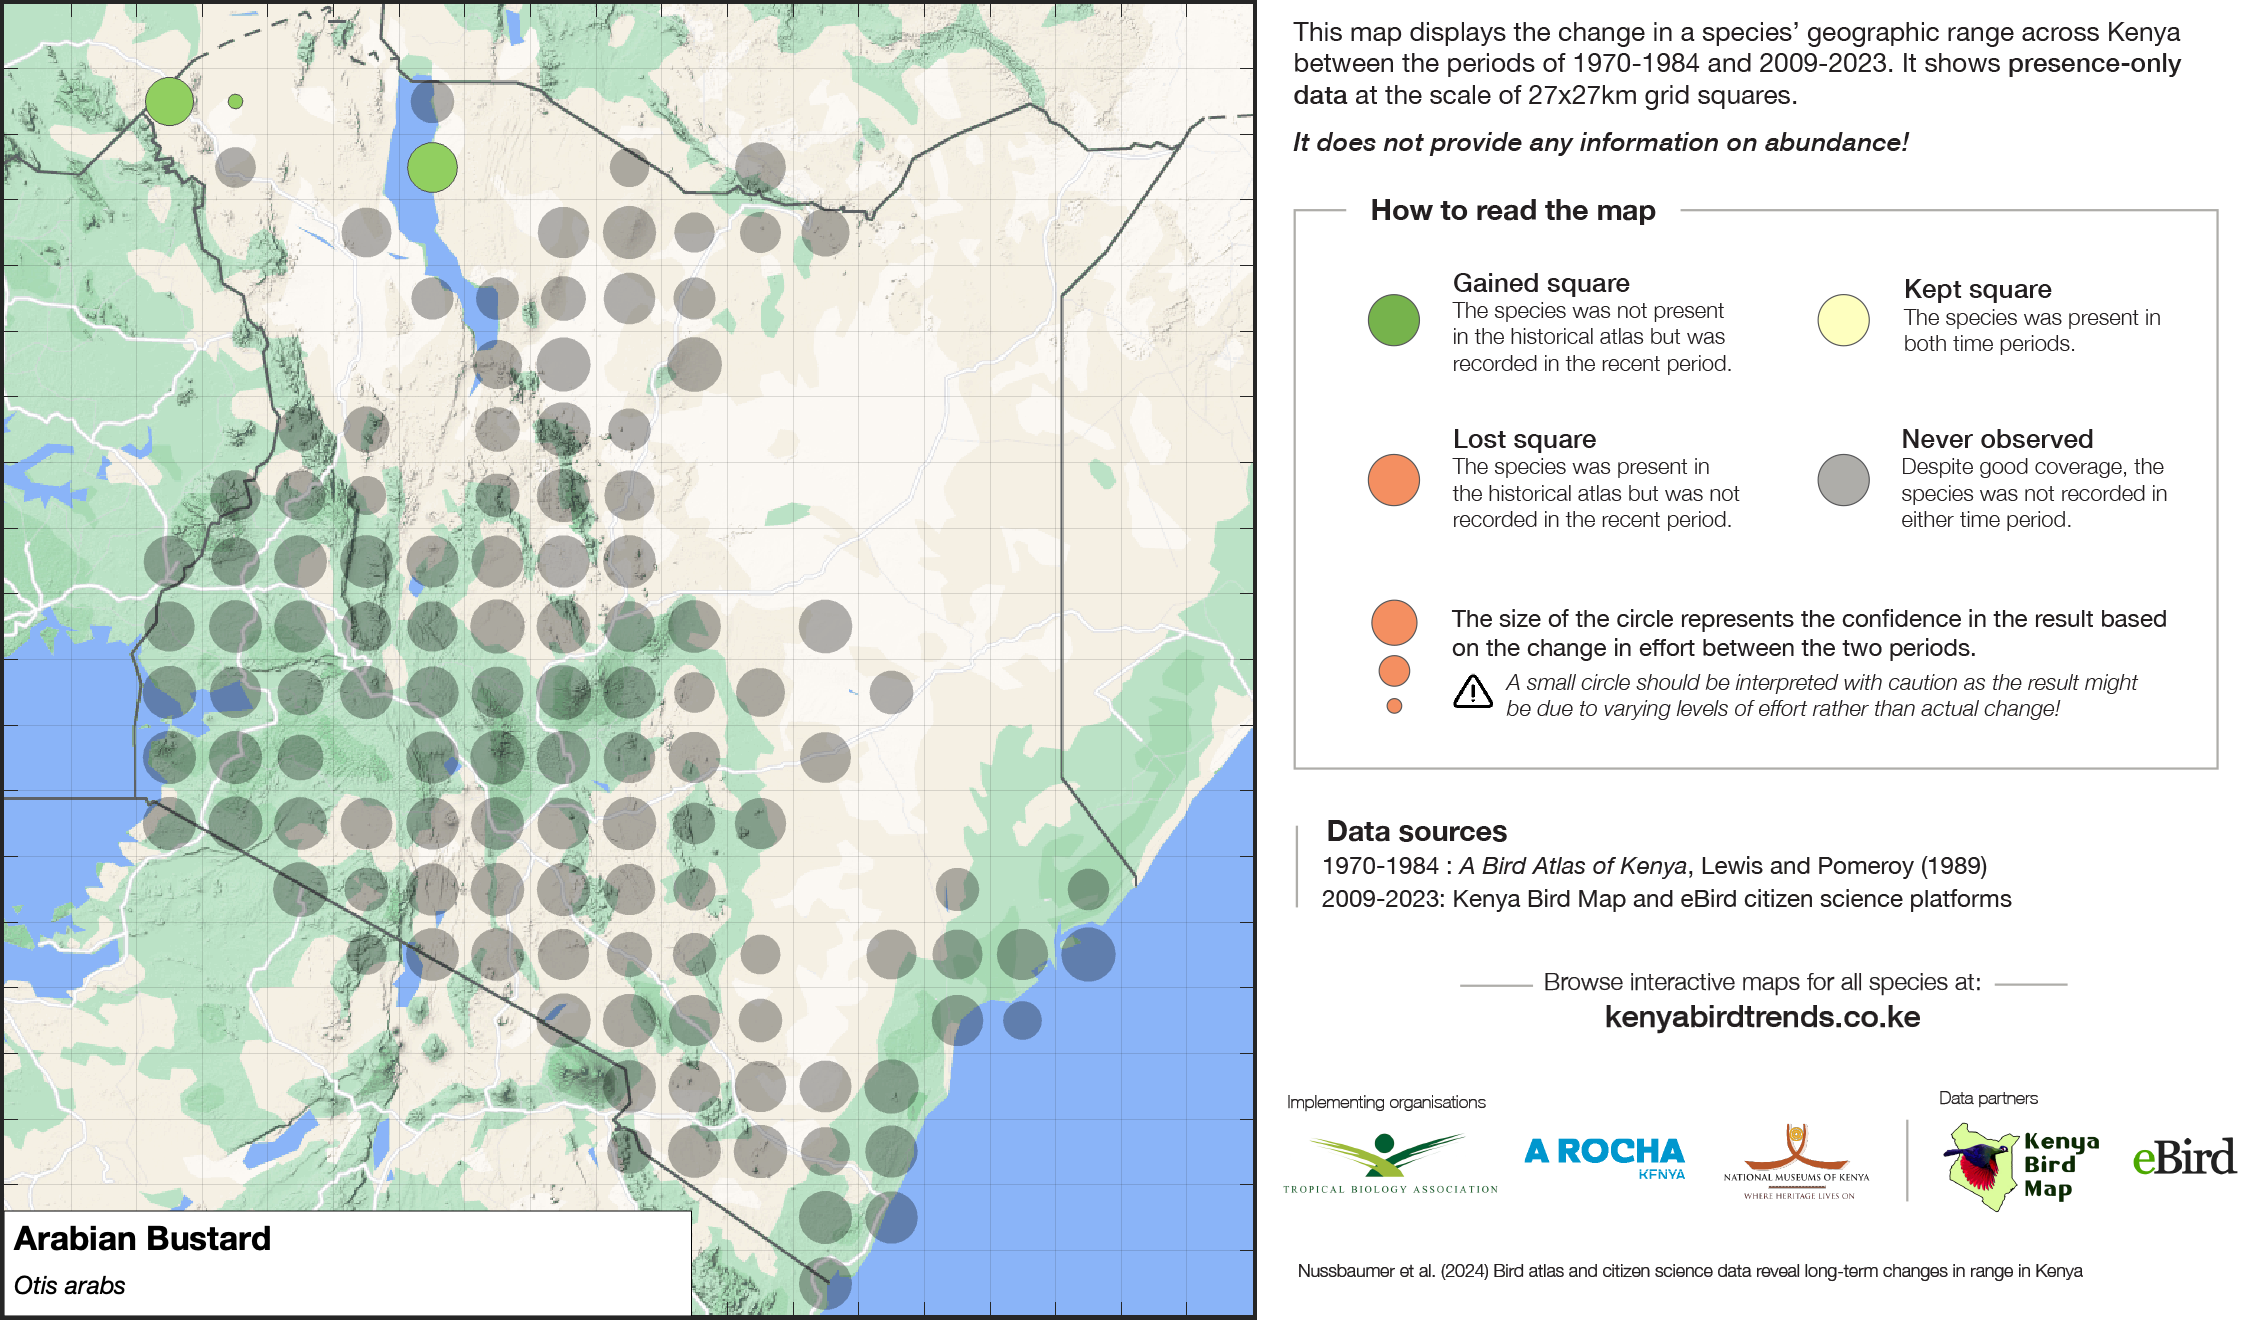 This map displays the change in a species’ geographic range across Kenya
between the periods of 1970-1984 and 2009-2023. It shows presence-only
data at the scale of 27x27km grid squares.
It does not provide any information on abundance!
How to read the map
Gained square
The species was not present
in the historical atlas but was
recorded in the recent period.
Kept square
The species was present in
both time periods.
Lost square
The species was present in
the historical atlas but was not
recorded in the recent period.
Never observed
Despite good coverage, the
species was not recorded in
either time period.
The size of the circle represents the confidence in the result based
on the change in effort between the two periods.
A small circle should be interpreted with caution as the result might
be due to varying levels of effort rather than actual change!
Data sources
1970-1984 : A Bird Atlas of Kenya, Lewis and Pomeroy (1989)
2009-2023: Kenya Bird Map and eBird citizen science platforms
Browse interactive maps for all species at:
kenyabirdtrends.co.ke
Implementing organisations
Data partners
TROPICAL BIOLOGY ASSOCIATION
A ROCHA
KENYA
NATIONAL MUSEUMS OF KENYA
WHERE HERITAGE LIVES ON
Kenya
Bird
Map
eBird
Nussbaumer et al. (2024) Bird atlas and citizen science data reveal long-term changes in range in Kenya
Arabian Bustard
Otis arabs